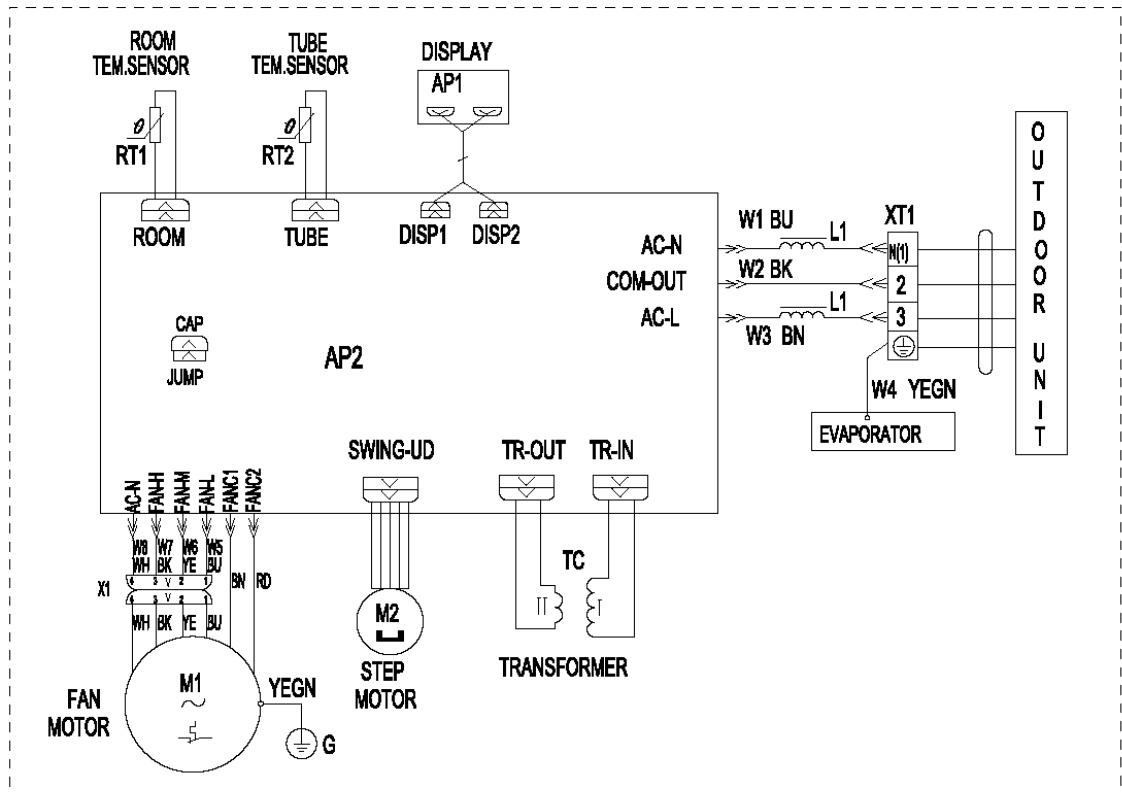 ROOM
TEM.SENSOR
RT1
TUBE
TEM.SENSOR
RT2
DISPLAY
AP1
ROOM
TUBE
DISP1
DISP2
AC-N
COM-OUT
AC-L
W1 BU
L1
W2 BK
W3 BN
L1
XT1
N(1)
2
3
OUTDOOR UNIT
W4 YEGN
EVAPORATOR
CAP
JUMP
AP2
SWING-UD
TR-OUT
TR-IN
AC-N
FAN-H
FAN-M
FAN-L
FANC1
FANC2
W8 W7 W6 W5
WH BK YE BU
BN
RD
X1
4 3 V 2 1
4 3 V 2 1
WH BK YE BU
M1
FAN
MOTOR
YEGN
G
M2
STEP
MOTOR
TC
II
I
TRANSFORMER